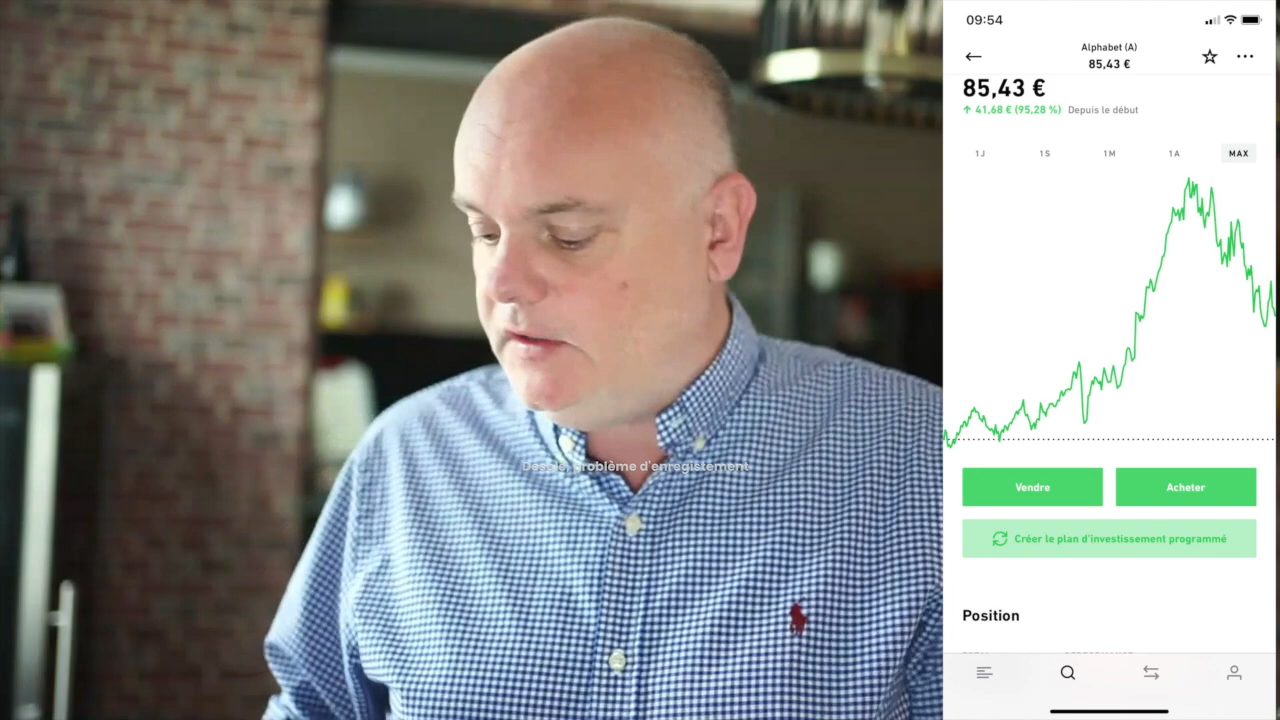 09:54
Alphabet (A)
85,43 €
85,43 €
↑ 41,68 € (95,28 %) Depuis le début
1J 1S 1M 1A MAX
problème d'enregistement
Vendre Acheter
Créer le plan d'investissement programmé
Position